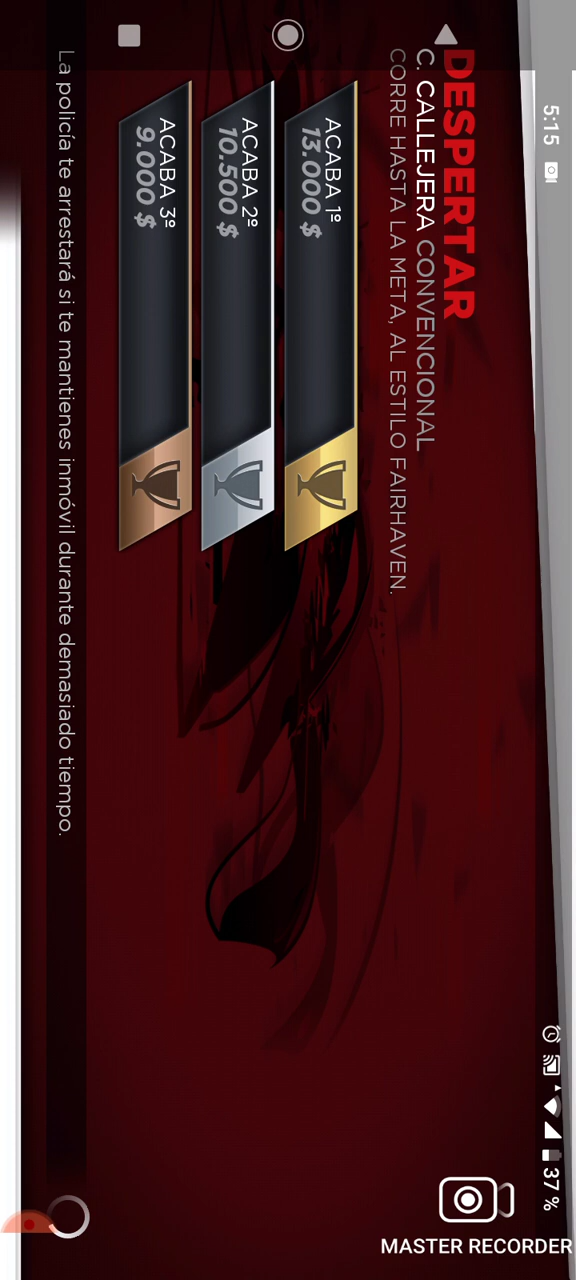 5:15
37 %
DESPERTAR
C. CALLEJERA CONVENCIONAL
CORRE HASTA LA META, AL ESTILO FAIRHAVEN.
ACABA 1º
13.000 $
ACABA 2º
10.500 $
ACABA 3º
9.000 $
La policía te arrestará si te mantienes inmóvil durante demasiado tiempo.
MASTER RECORDER